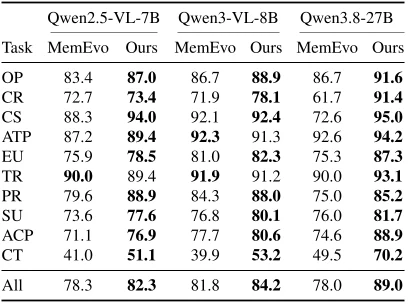 Qwen2.5-VL-7B Qwen3-VL-8B Qwen3.8-27B
Task MemEvo Ours MemEvo Ours MemEvo Ours
OP 83.4 87.0 86.7 88.9 86.7 91.6
CR 72.7 73.4 71.9 78.1 61.7 91.4
CS 88.3 94.0 92.1 92.4 72.6 95.0
ATP 87.2 89.4 92.3 91.3 92.6 94.2
EU 75.9 78.5 81.0 82.3 75.3 87.3
TR 90.0 89.4 91.9 91.2 90.0 93.1
PR 79.6 88.9 84.3 88.0 75.0 85.2
SU 73.6 77.6 76.8 80.1 76.0 81.7
ACP 71.1 76.9 77.7 80.6 74.6 88.9
CT 41.0 51.1 39.9 53.2 49.5 70.2
All 78.3 82.3 81.8 84.2 78.0 89.0